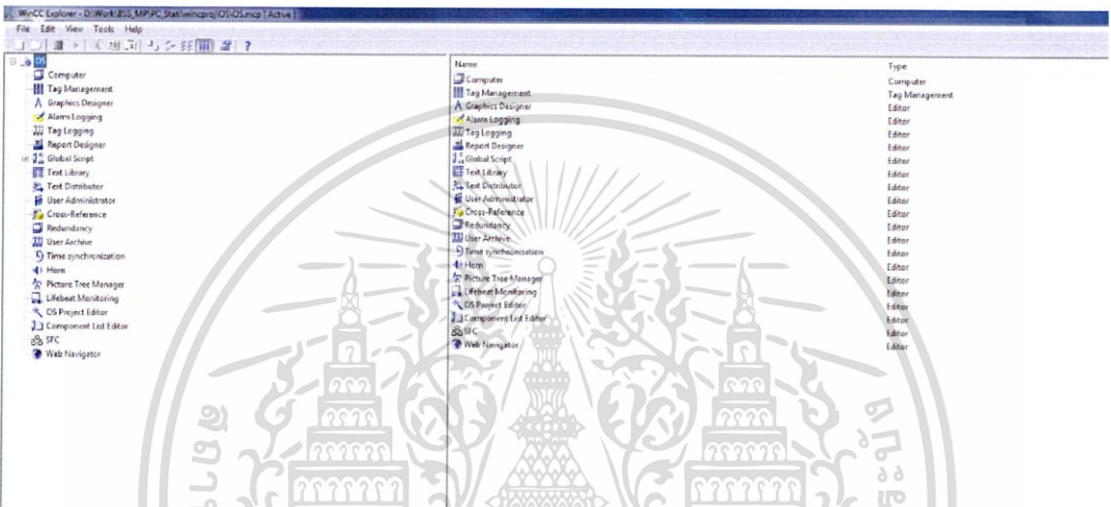 WinCC Explorer - D:\Work\BSS_MP\PC_Stat\wincproj\OS\OS.mcp [ Active ]
File Edit View Tools Help
OS
Computer
Tag Management
Graphics Designer
Alarm Logging
Tag Logging
Report Designer
Global Script
Text Library
Text Distributor
User Administrator
Cross-Reference
Redundancy
User Archive
Time synchronization
Horn
Picture Tree Manager
Lifebeat Monitoring
OS Project Editor
Component List Editor
SFC
Web Navigator
Name Type
Computer Computer
Tag Management Tag Management
Graphics Designer Editor
Alarm Logging Editor
Tag Logging Editor
Report Designer Editor
Global Script Editor
Text Library Editor
Text Distributor Editor
User Administrator Editor
Cross-Reference Editor
Redundancy Editor
User Archive Editor
Time synchronization Editor
Horn Editor
Picture Tree Manager Editor
Lifebeat Monitoring Editor
OS Project Editor Editor
Component List Editor Editor
SFC Editor
Web Navigator Editor